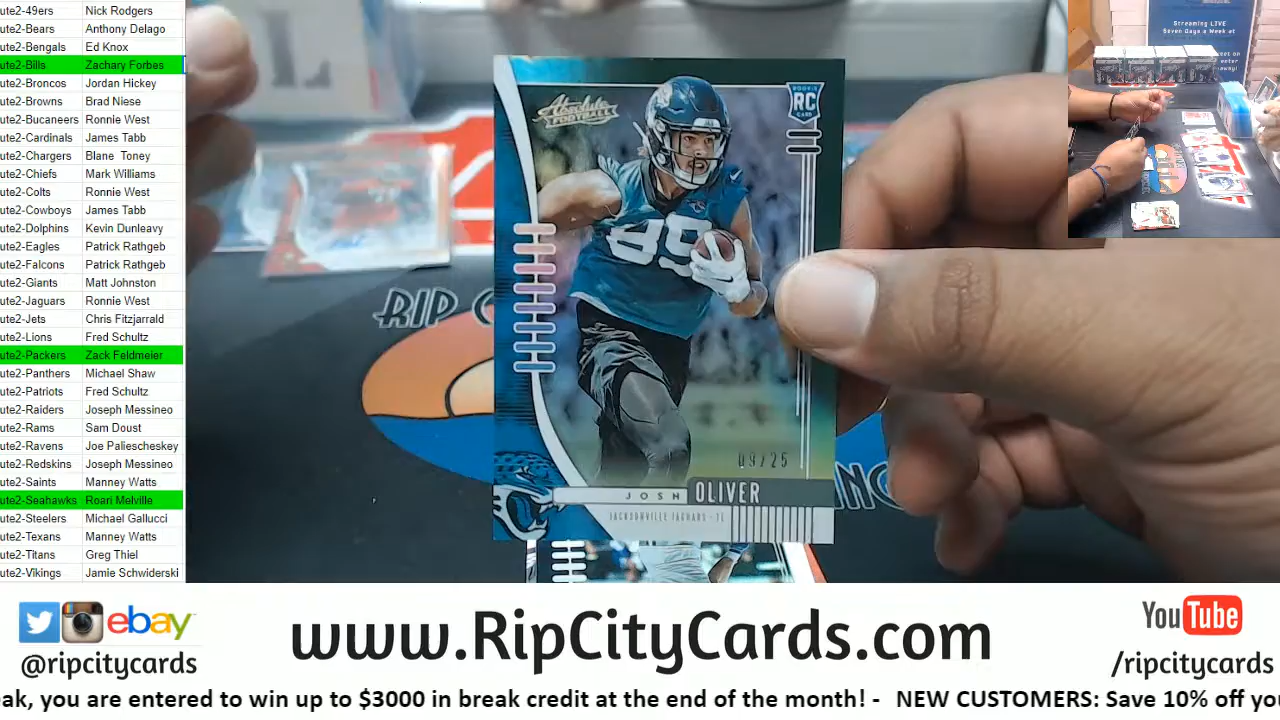 ute2-49ers Nick Rodgers
ute2-Bears Anthony Delago
ute2-Bengals Ed Knox
ute2-Bills Zachary Forbes
ute2-Broncos Jordan Hickey
ute2-Browns Brad Niese
ute2-Bucaneers Ronnie West
ute2-Cardinals James Tabb
ute2-Chargers Blane Toney
ute2-Chiefs Mark Williams
ute2-Colts Ronnie West
ute2-Cowboys James Tabb
ute2-Dolphins Kevin Dunleavy
ute2-Eagles Patrick Rathgeb
ute2-Falcons Patrick Rathgeb
ute2-Giants Matt Johnston
ute2-Jaguars Ronnie West
ute2-Jets Chris Fitzjarrald
ute2-Lions Fred Schultz
ute2-Packers Zack Feldmeier
ute2-Panthers Michael Shaw
ute2-Patriots Fred Schultz
ute2-Raiders Joseph Messineo
ute2-Rams Sam Doust
ute2-Ravens Joe Paliescheskey
ute2-Redskins Joseph Messineo
ute2-Saints Manney Watts
ute2-Seahawks Roari Melville
ute2-Steelers Michael Gallucci
ute2-Texans Manney Watts
ute2-Titans Greg Thiel
ute2-Vikings Jamie Schwiderski
Absolute
FOOTBALL
ROOKIE
RC
CARD
89
09/25
JOSH OLIVER
JACKSONVILLE JAGUARS - TE
RIP C
ING
Streaming LIVE
Seven Days a Week at
ebay
@ripcitycards
www.RipCityCards.com
YouTube
/ripcitycards
eak, you are entered to win up to $3000 in break credit at the end of the month! - NEW CUSTOMERS: Save 10% off you